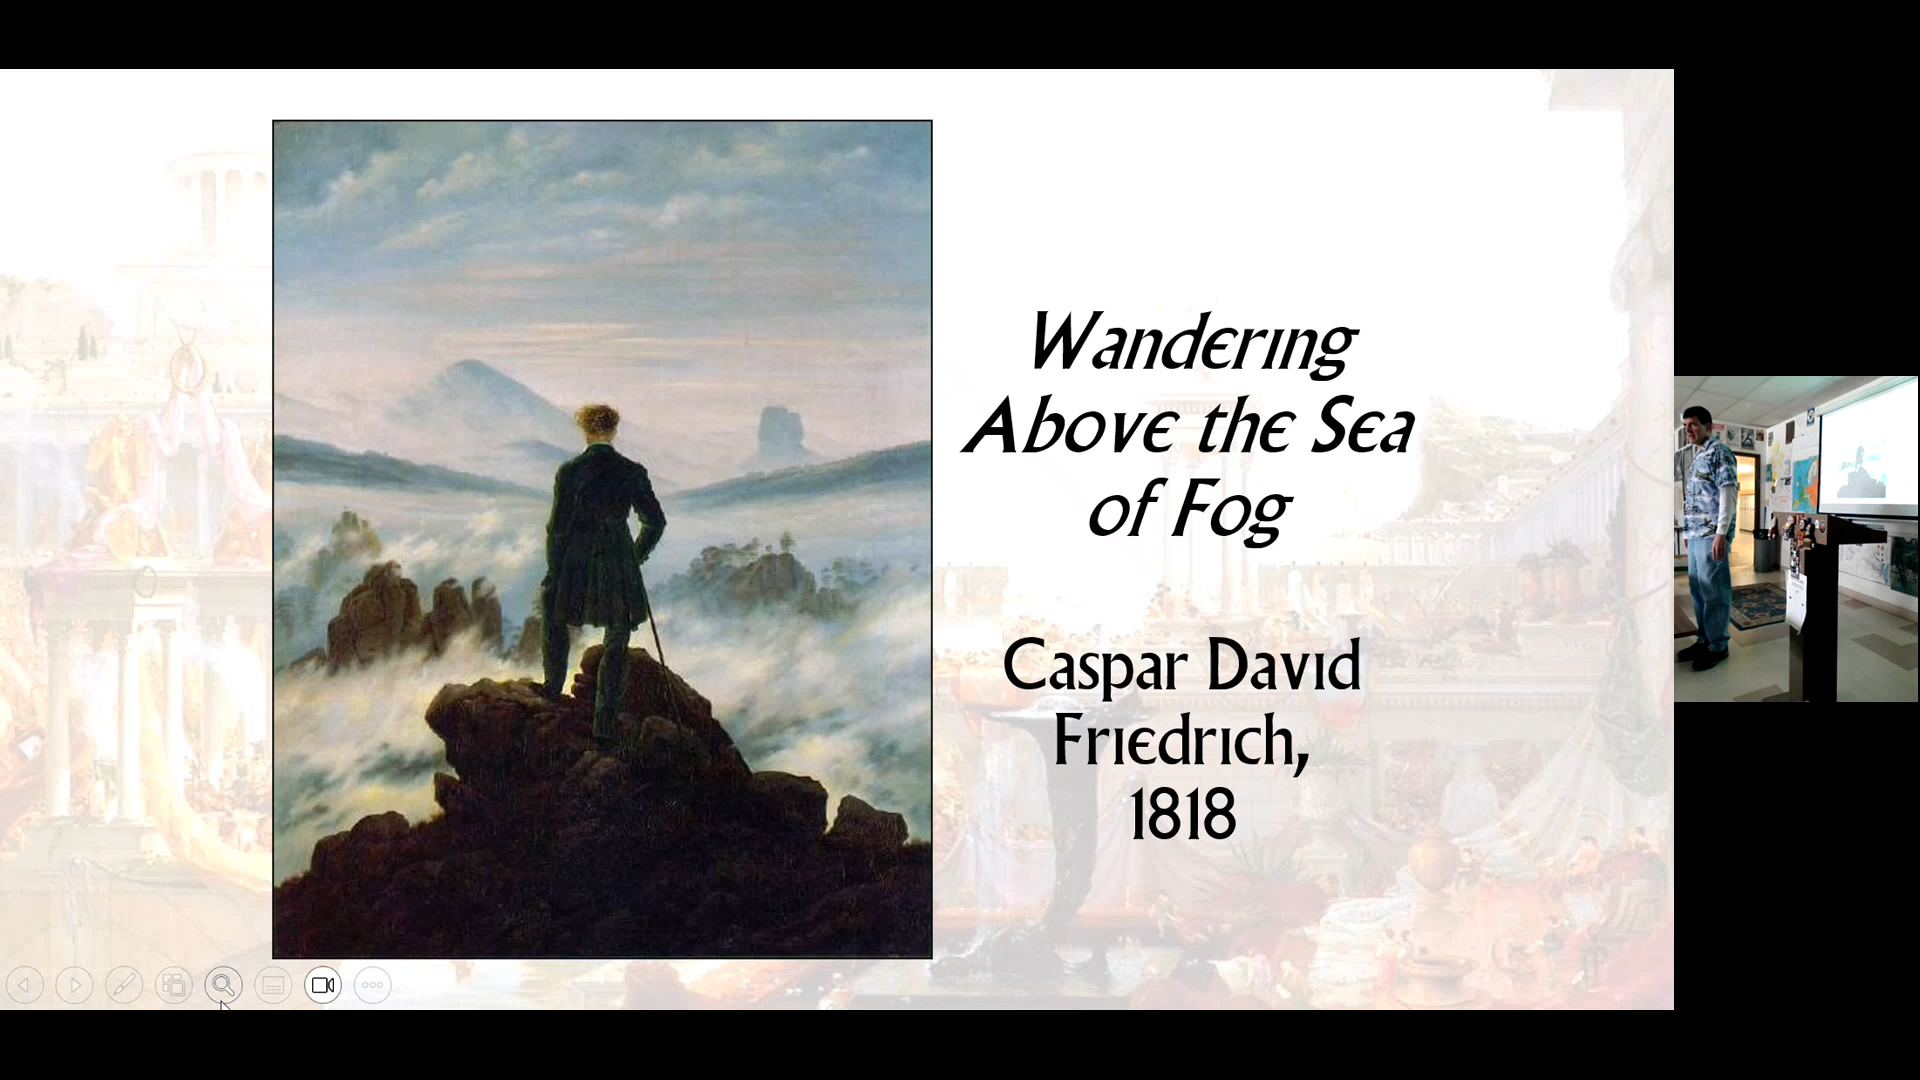 Wandering
Above the Sea
of Fog
Caspar David
Friedrich,
1818